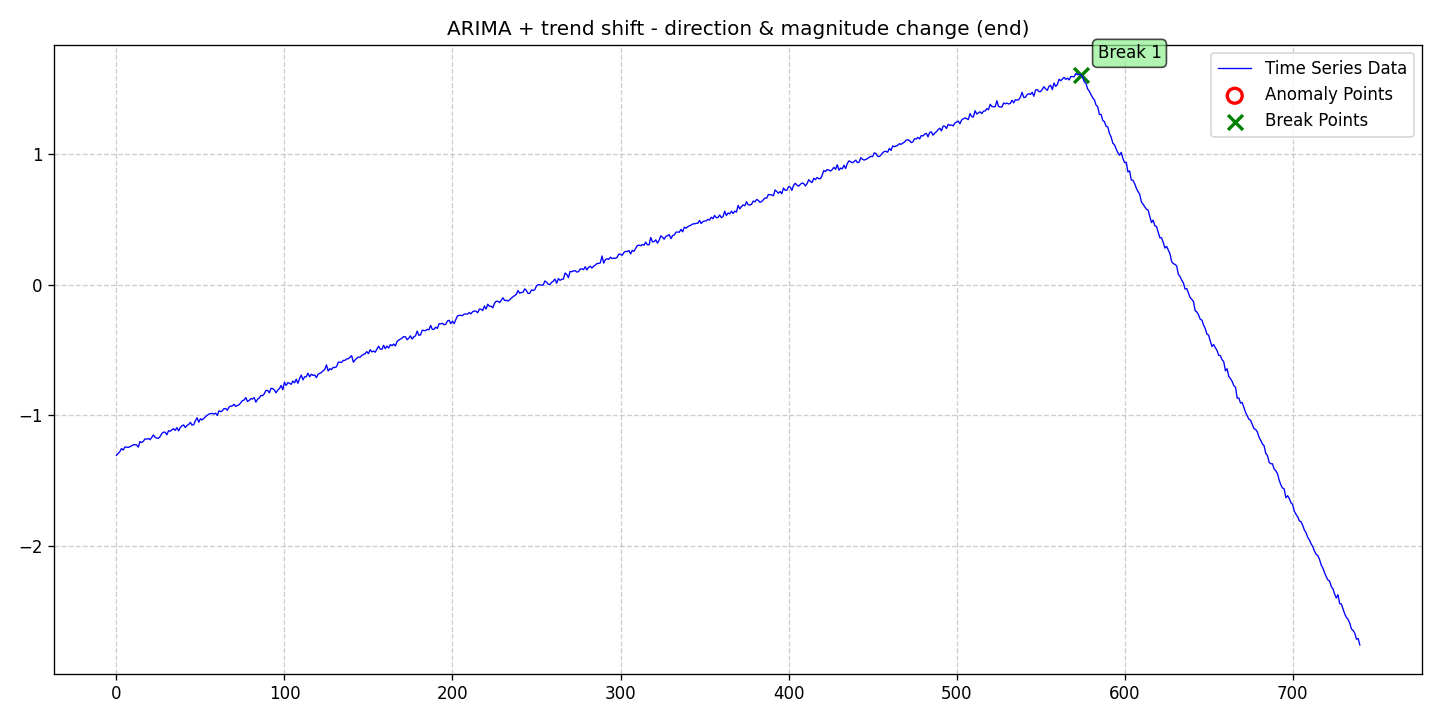 ARIMA + trend shift - direction & magnitude change (end)
Break 1
Time Series Data
Anomaly Points
Break Points
1
0
−1
−2
0 100 200 300 400 500 600 700